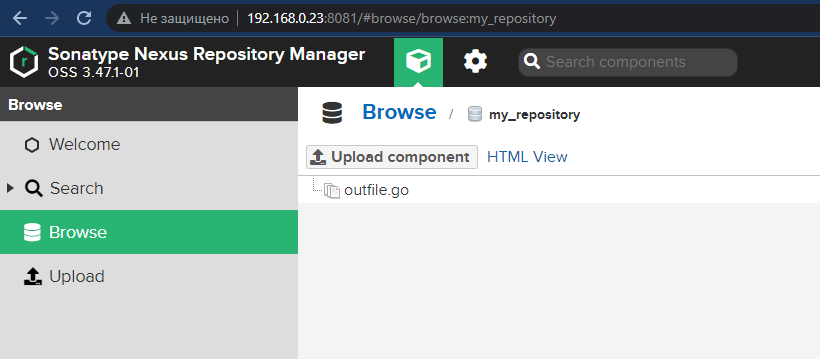 Не защищено 192.168.0.23:8081/#browse/browse:my_repository
Sonatype Nexus Repository Manager
OSS 3.47.1-01
Search components
Browse
Browse / my_repository
Welcome
Upload component HTML View
Search
outfile.go
Browse
Upload